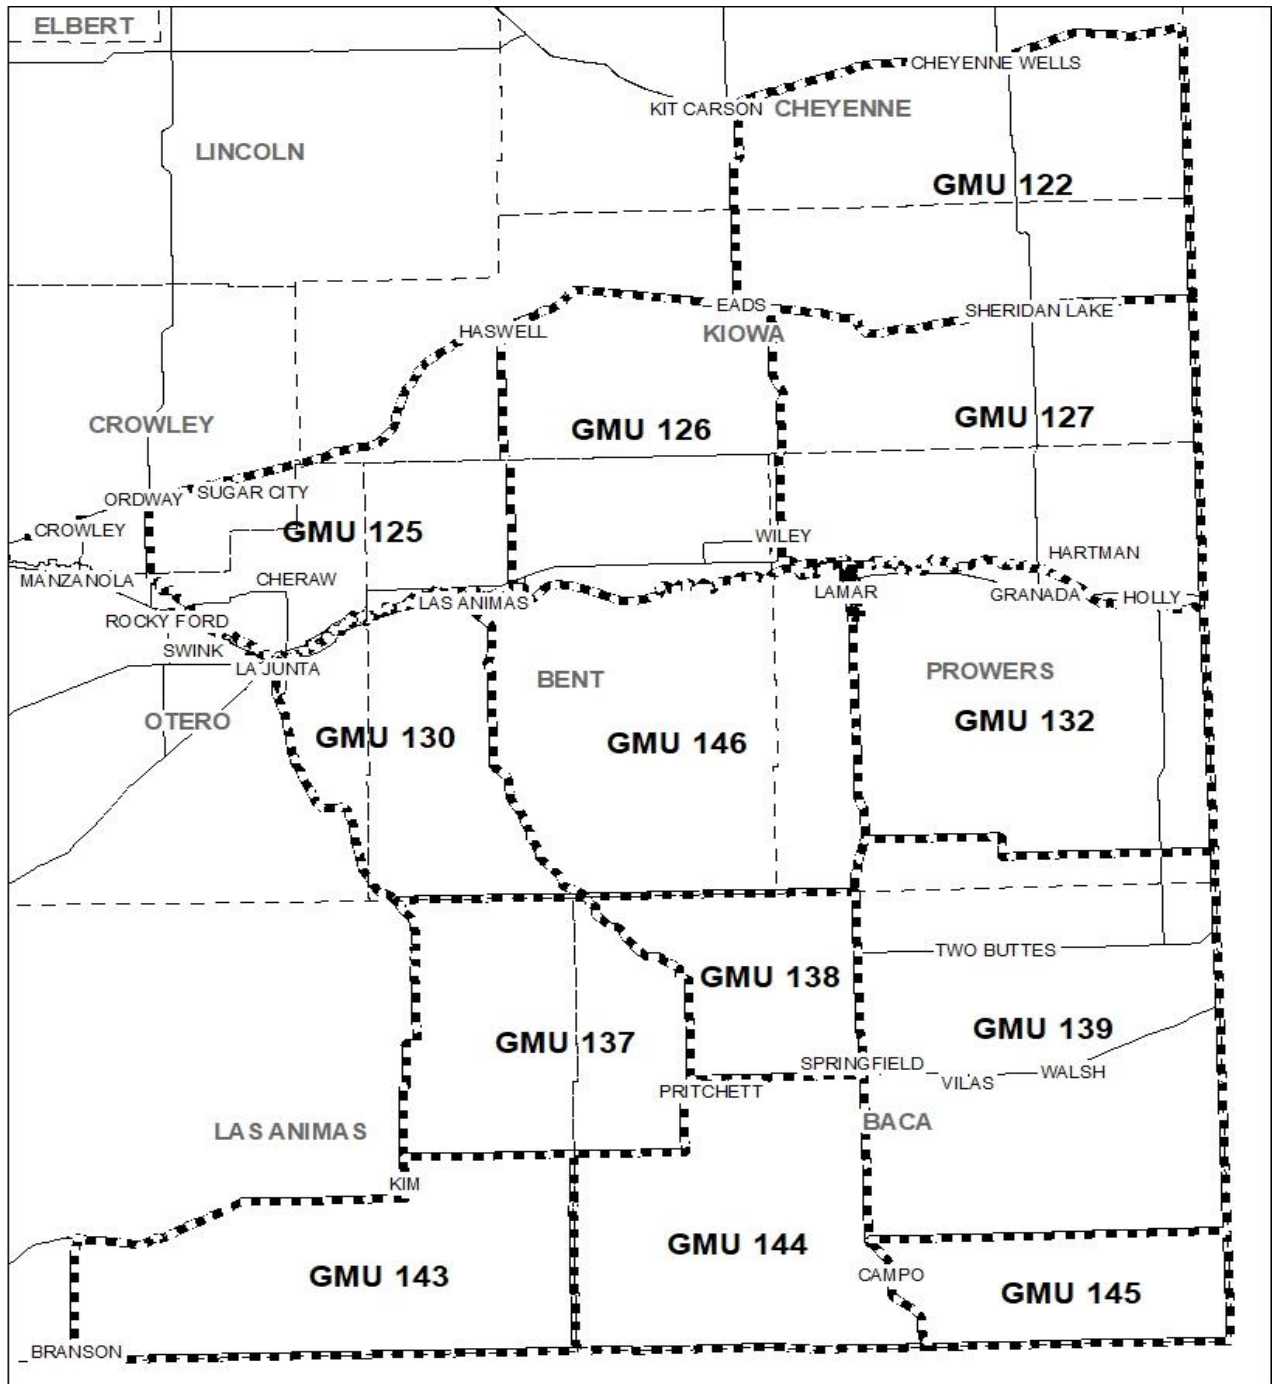 ELBERT
CHEYENNE WELLS
KIT CARSON
CHEYENNE
LINCOLN
GMU 122
EADS
SHERIDAN LAKE
HASWELL
KIOWA
CROWLEY
GMU 126
GMU 127
ORDWAY
SUGAR CITY
CROWLEY
GMU 125
WILEY
HARTMAN
MANZANOLA
CHERAW
LAS ANIMAS
LAMAR
GRANADA
HOLLY
ROCKY FORD
SWINK
LA JUNTA
BENT
PROWERS
OTERO
GMU 130
GMU 146
GMU 132
TWO BUTTES
GMU 138
GMU 137
GMU 139
SPRINGFIELD
PRITCHETT
VILAS
WALSH
LAS ANIMAS
BACA
KIM
GMU 144
GMU 143
CAMPO
GMU 145
BRANSON